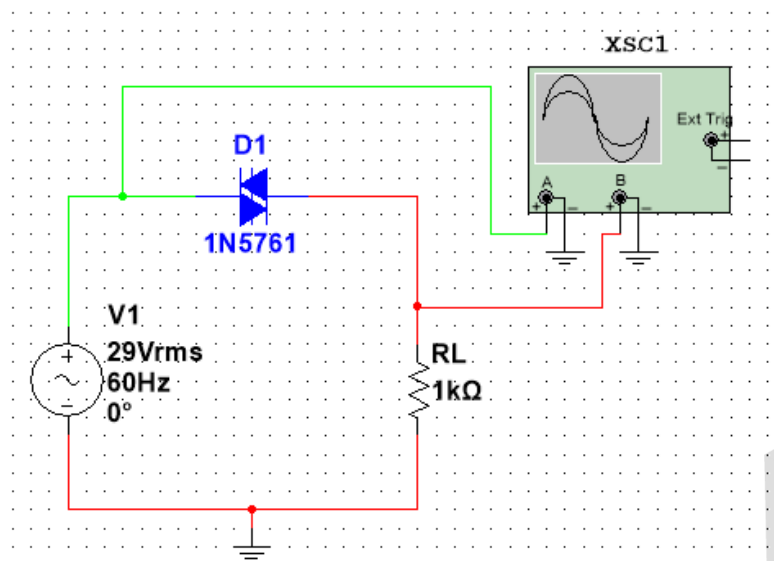 XSC1
Ext Trig
+
−
A
B
+ −
+ −
D1
1N5761
V1
29Vrms
60Hz
0°
+
−
RL
1kΩ